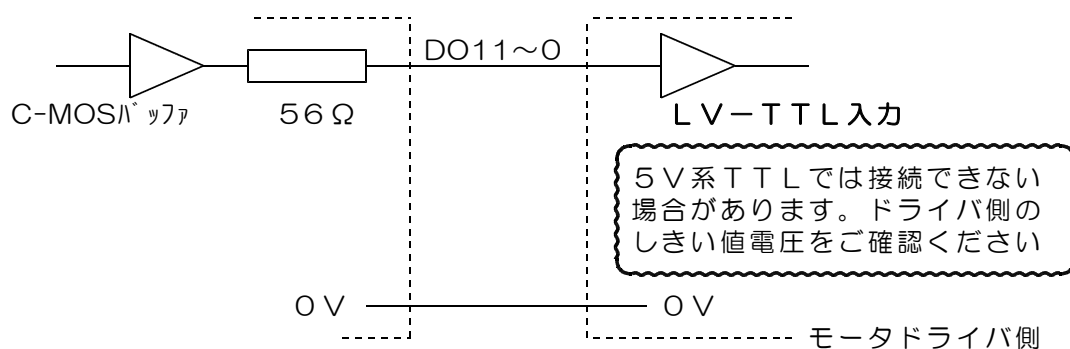 DO11～0
C-MOSﾊﾞｯﾌｧ
56Ω
LV－TTL入力
5V系TTLでは接続できない
場合があります。ドライバ側の
しきい値電圧をご確認ください
0V
0V
モータドライバ側